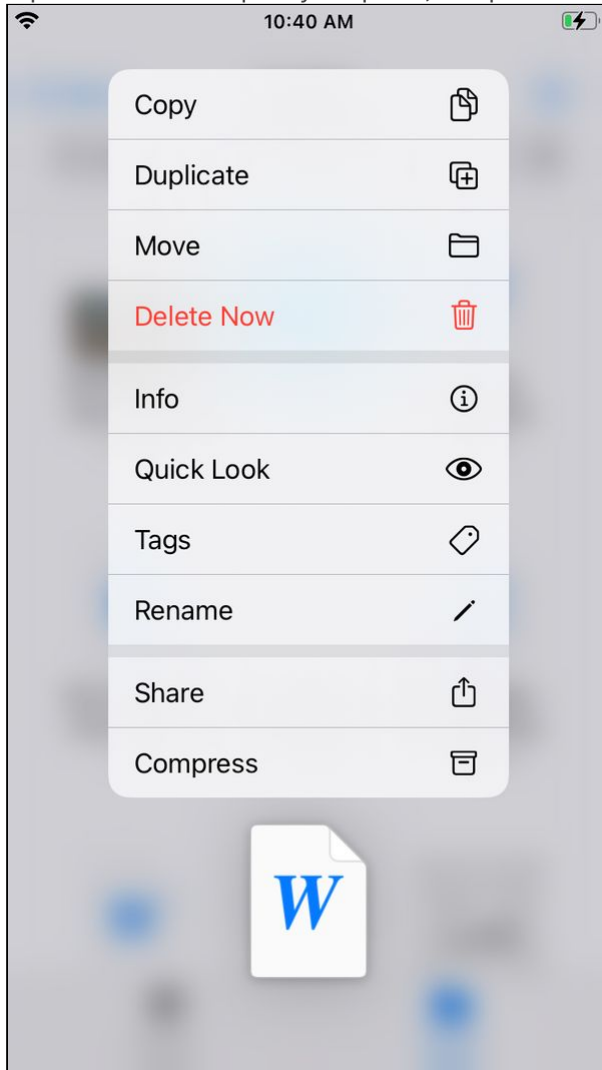 10:40 AM
Copy
Duplicate
Move
Delete Now
Info
Quick Look
Tags
Rename
Share
Compress
W